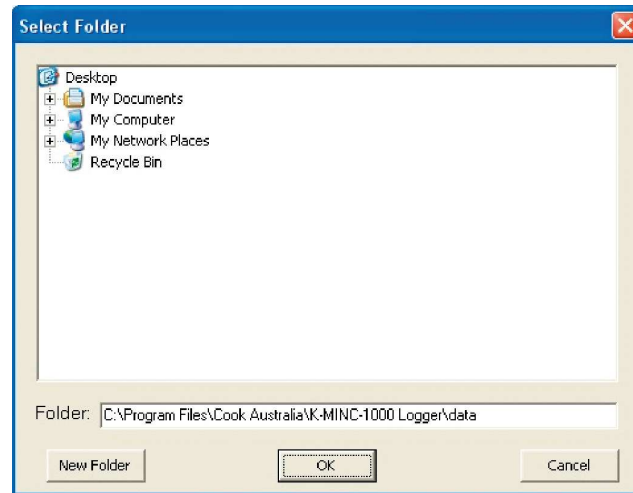 Select Folder
Desktop
My Documents
My Computer
My Network Places
Recycle Bin
Folder: C:\Program Files\Cook Australia\K-MINC-1000 Logger\data
New Folder OK Cancel